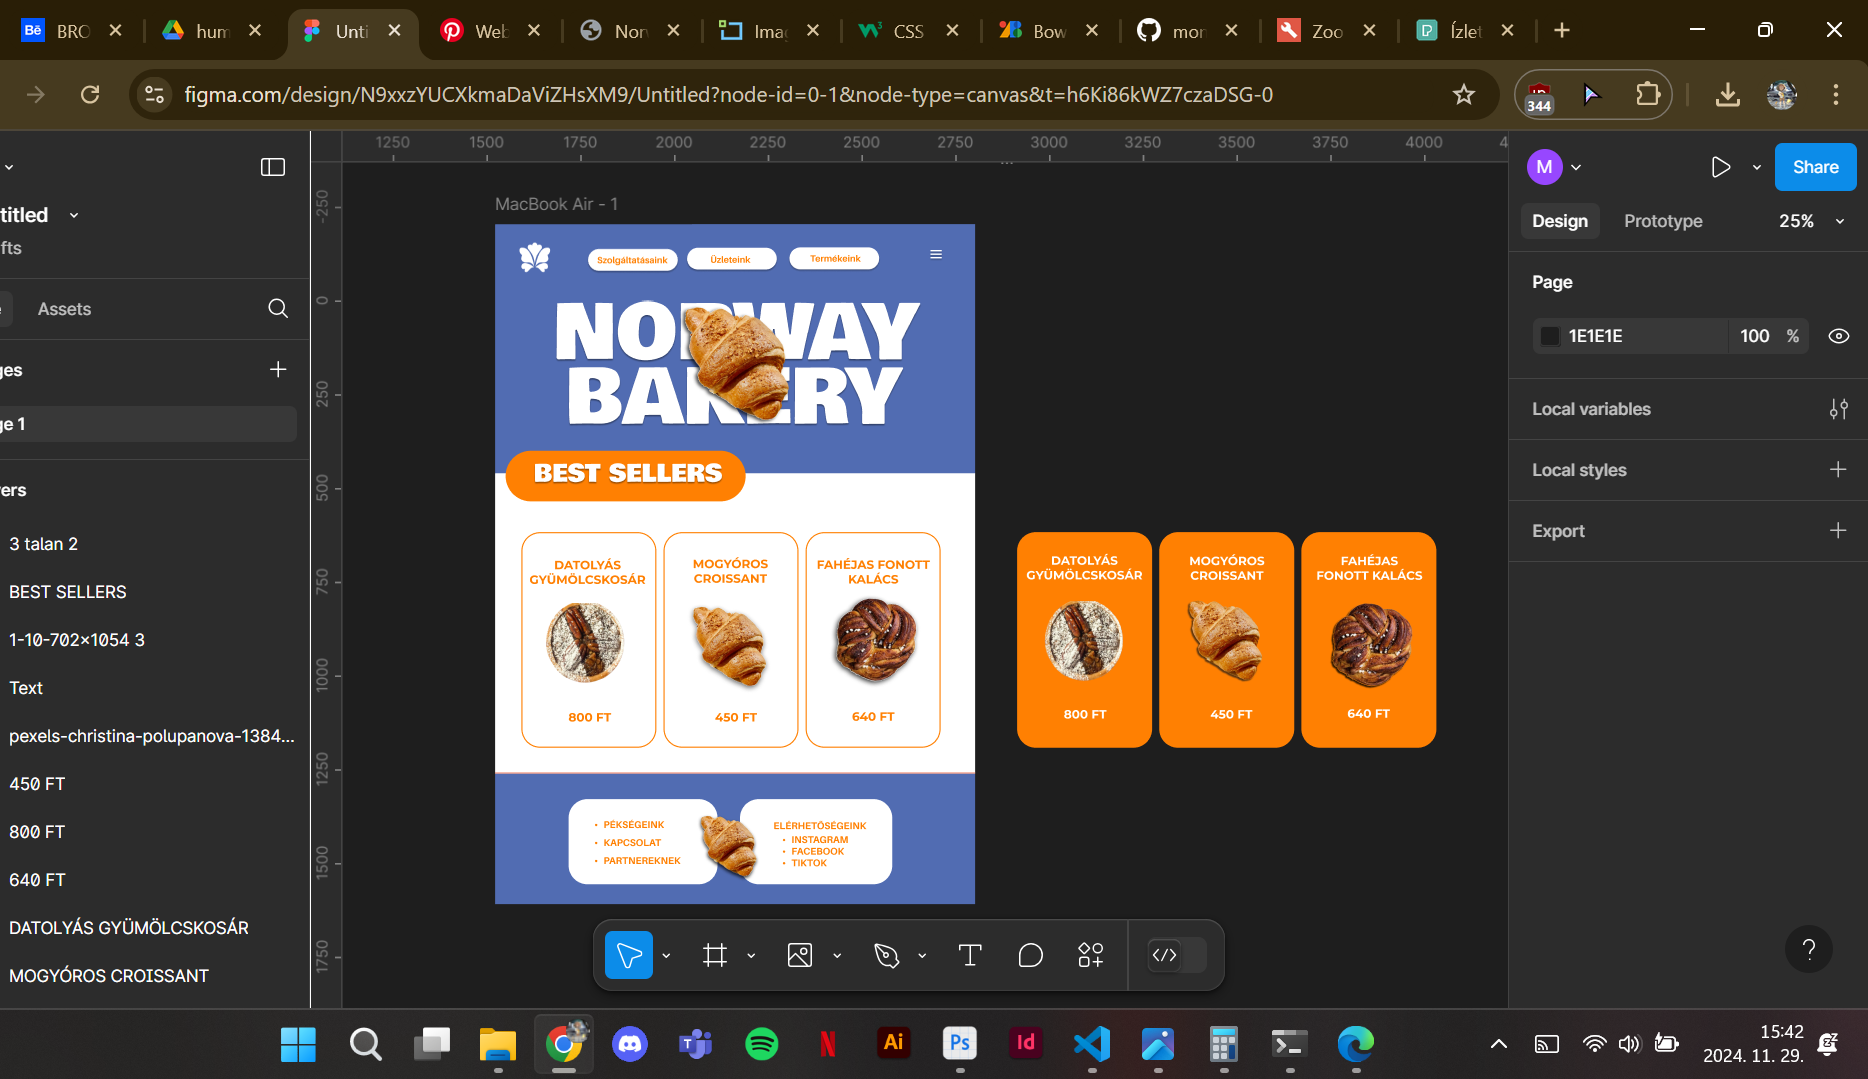 BRO
hum
Unti
Web
Norv
Imag
CSS
Bow
mor
Zoo
Ízlet
figma.com/design/N9xxzYUCXkmaDaViZHsXM9/Untitled?node-id=0-1&node-type=canvas&t=h6Ki86kWZ7czaDSG-0
344
1250 1500 1750 2000 2250 2500 2750 3000 3250 3500 3750 4000 4
-250
0
250
500
750
1000
1250
1500
1750
titled
fts
Assets
ges
ge 1
ers
3 talan 2
BEST SELLERS
1-10-702×1054 3
Text
pexels-christina-polupanova-1384...
450 FT
800 FT
640 FT
DATOLYÁS GYÜMÖLCSKOSÁR
MOGYÓROS CROISSANT
MacBook Air - 1
Szolgáltatásaink
Üzleteink
Termékeink
NORWAY
BAKERY
BEST SELLERS
DATOLYÁS
GYÜMÖLCSKOSÁR
800 FT
MOGYÓROS
CROISSANT
450 FT
FAHÉJAS FONOTT
KALÁCS
640 FT
• PÉKSÉGEINK
• KAPCSOLAT
• PARTNEREKNEK
ELÉRHETŐSÉGEINK
• INSTAGRAM
• FACEBOOK
• TIKTOK
DATOLYÁS
GYÜMÖLCSKOSÁR
800 FT
MOGYÓROS
CROISSANT
450 FT
FAHÉJAS
FONOTT KALÁCS
640 FT
M
Share
Design
Prototype
25%
Page
1E1E1E
100 %
Local variables
Local styles
Export
?
15:42
2024. 11. 29.